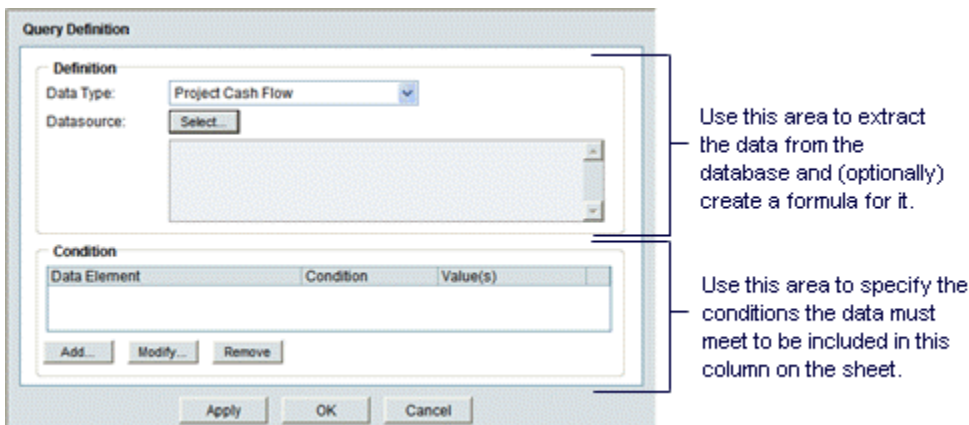 Query Definition
Definition
Data Type: Project Cash Flow
Datasource: Select...
Use this area to extract
the data from the
database and (optionally)
create a formula for it.
Condition
Data Element Condition Value(s)
Add... Modify... Remove
Use this area to specify the
conditions the data must
meet to be included in this
column on the sheet.
Apply OK Cancel